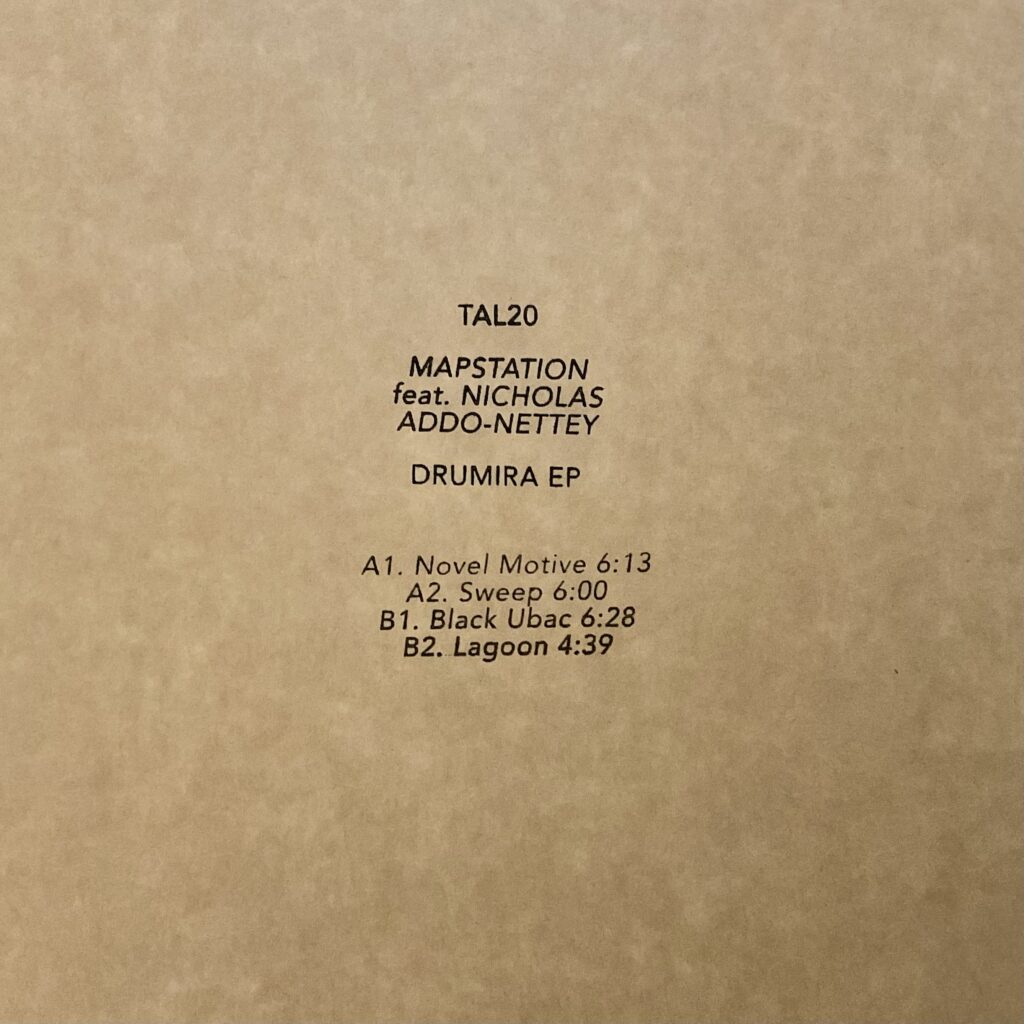 TAL20
MAPSTATION
feat. NICHOLAS
ADDO-NETTEY
DRUMIRA EP
A1. Novel Motive 6:13
A2. Sweep 6:00
B1. Black Ubac 6:28
B2. Lagoon 4:39